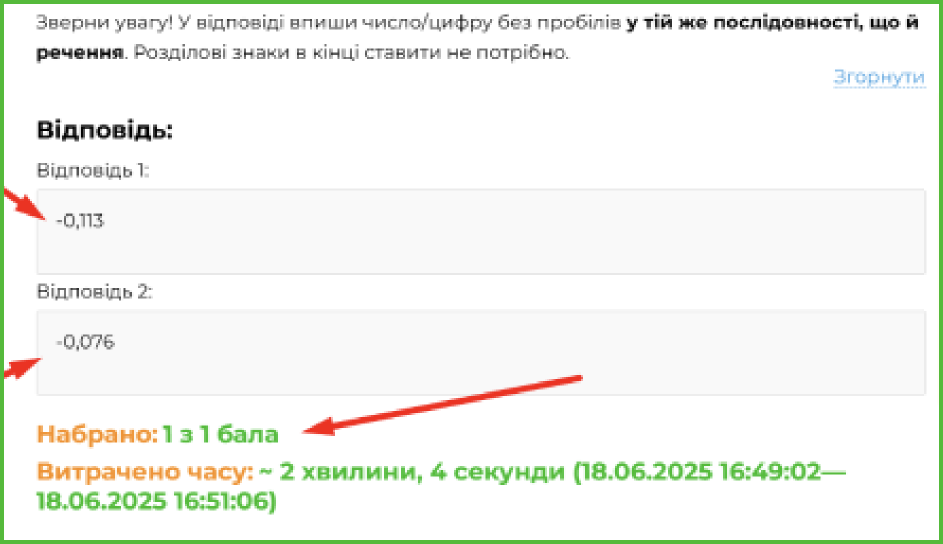 Зверни увагу! У відповіді впиши число/цифру без пробілів у тій же послідовності, що й
речення. Розділові знаки в кінці ставити не потрібно.
Згорнути
Відповідь:
Відповідь 1:
-0,113
Відповідь 2:
-0,076
Набрано: 1 з 1 бала
Витрачено часу: ~ 2 хвилини, 4 секунди (18.06.2025 16:49:02—
18.06.2025 16:51:06)